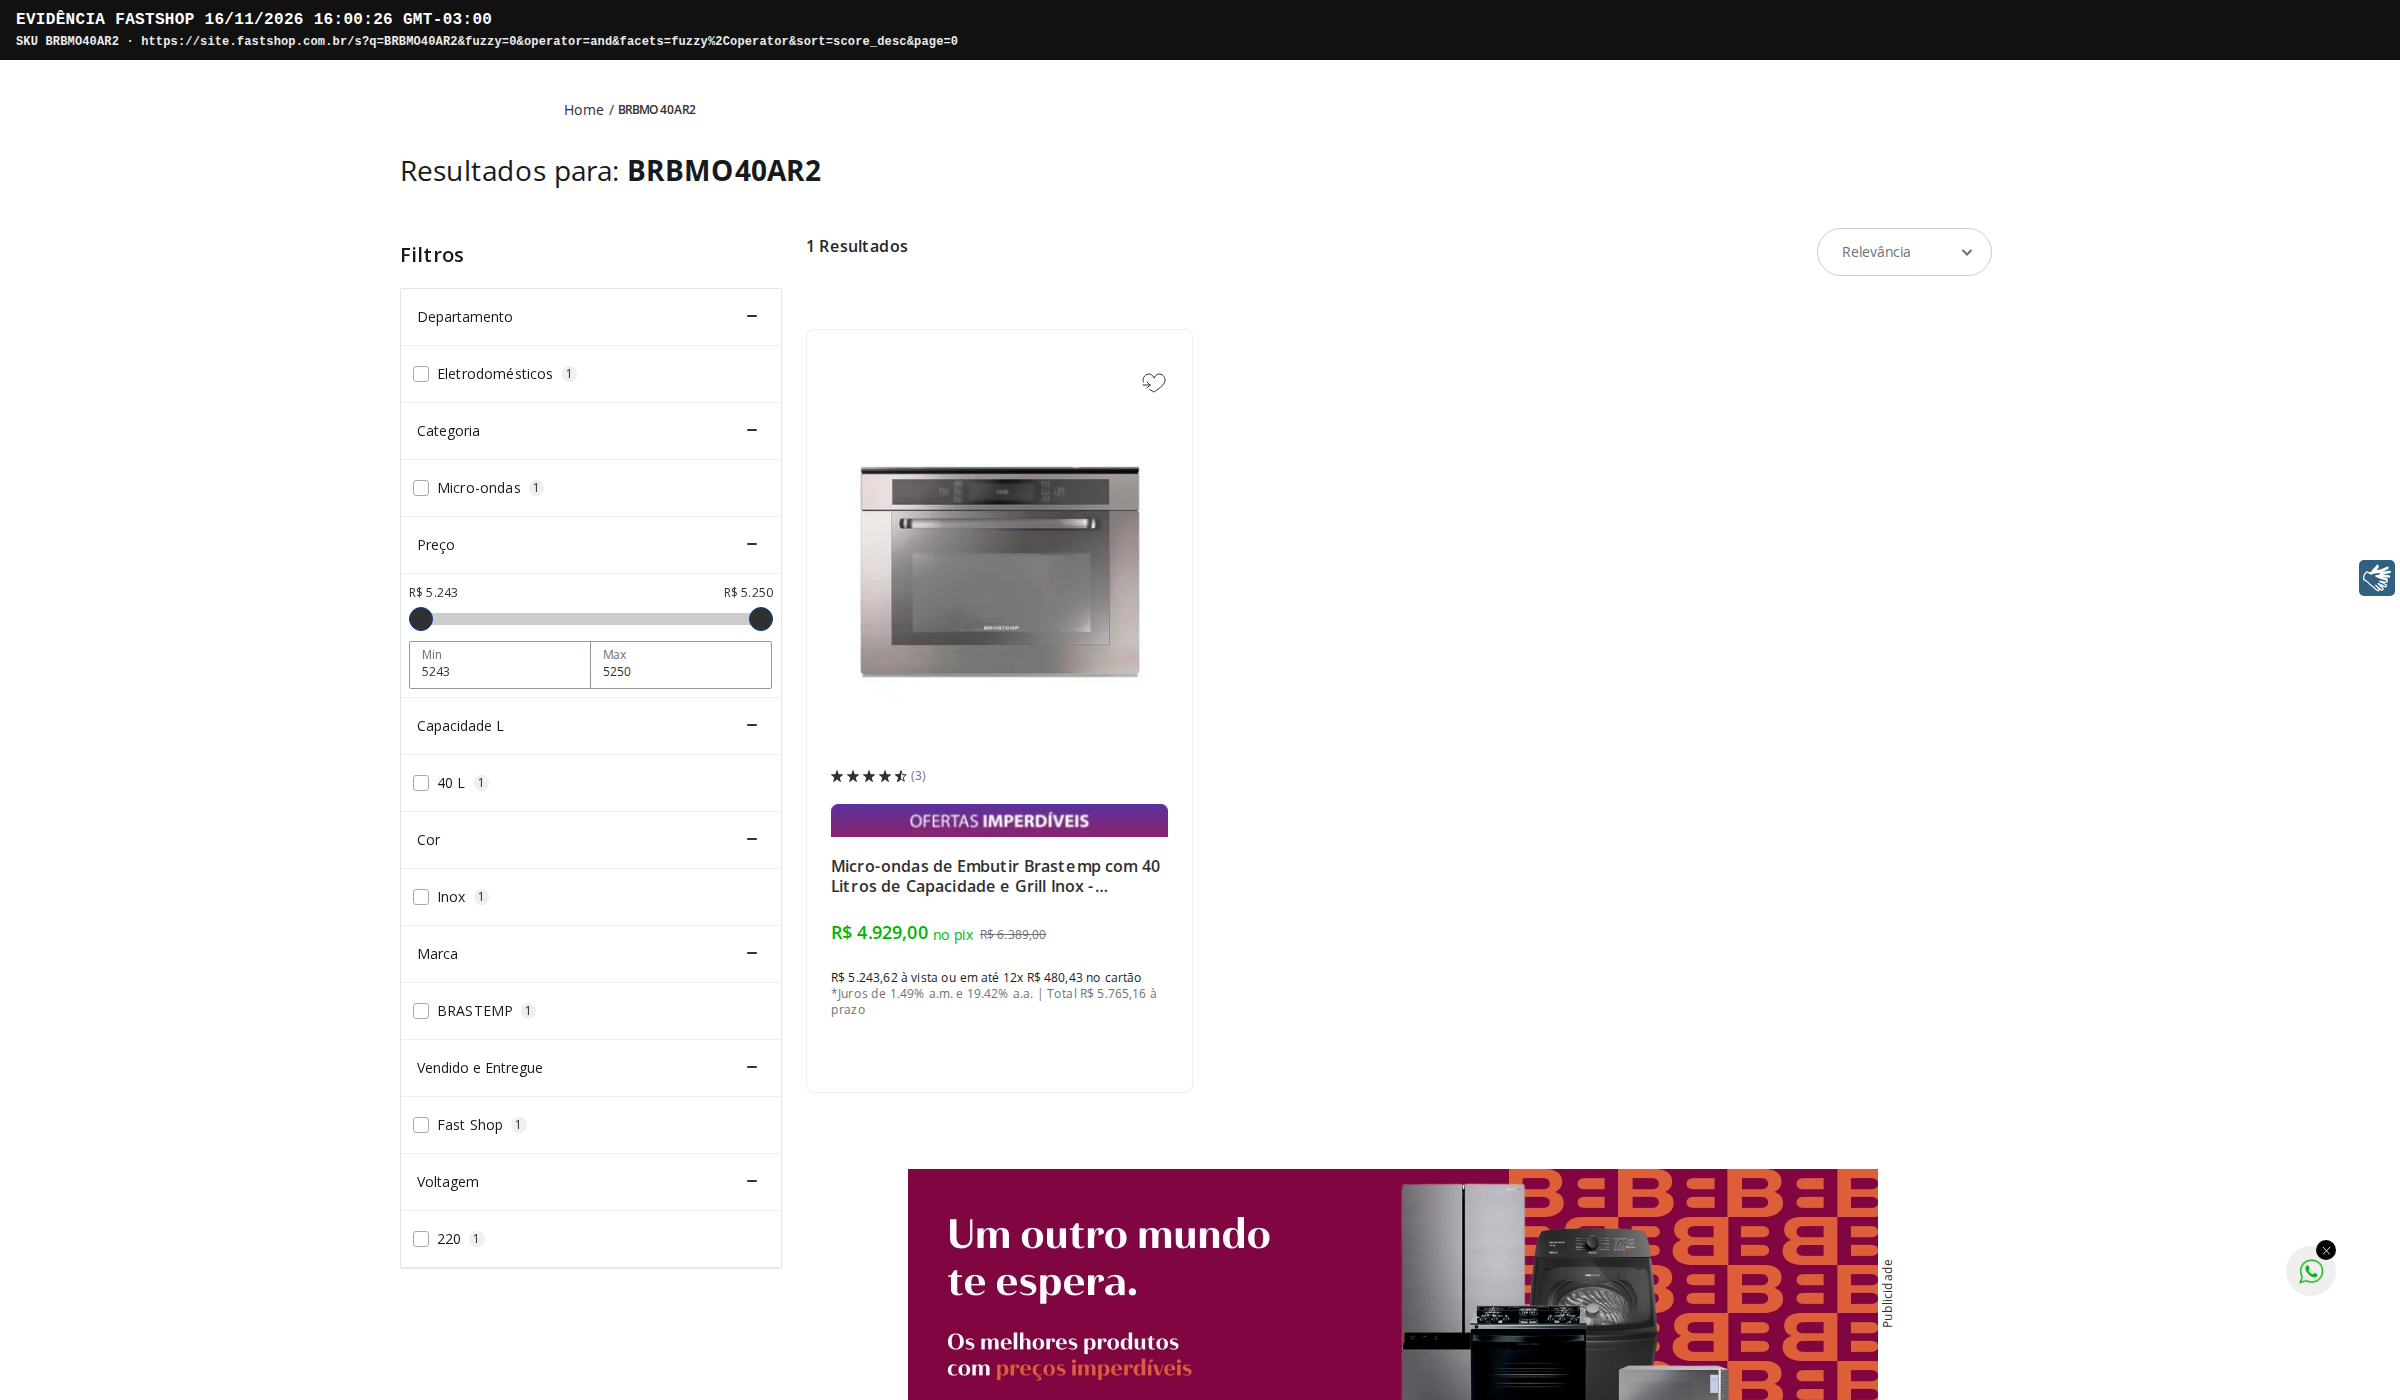 EVIDÊNCIA FASTSHOP 16/11/2026 16:00:26 GMT-03:00
SKU BRBMO40AR2 · https://site.fastshop.com.br/s?q=BRBMO40AR2&fuzzy=0&operator=and&facets=fuzzy%2Coperator&sort=score_desc&page=0
Home / BRBMO40AR2
Resultados para: BRBMO40AR2
Filtros
1 Resultados
Relevância
Departamento
Eletrodomésticos 1
Categoria
Micro-ondas 1
Preço
R$ 5.243 R$ 5.250
Min Max
5243 5250
Capacidade L
40 L 1
Cor
Inox 1
Marca
BRASTEMP 1
Vendido e Entregue
Fast Shop 1
Voltagem
220 1
BRASTEMP
(3)
OFERTAS IMPERDÍVEIS
Micro-ondas de Embutir Brastemp com 40
Litros de Capacidade e Grill Inox -...
R$ 4.929,00 no pix R$ 6.389,00
R$ 5.243,62 à vista ou em até 12x R$ 480,43 no cartão
*Juros de 1.49% a.m. e 19.42% a.a. | Total R$ 5.765,16 à
prazo
Um outro mundo
te espera.
Os melhores produtos
com preços imperdíveis
Publicidade